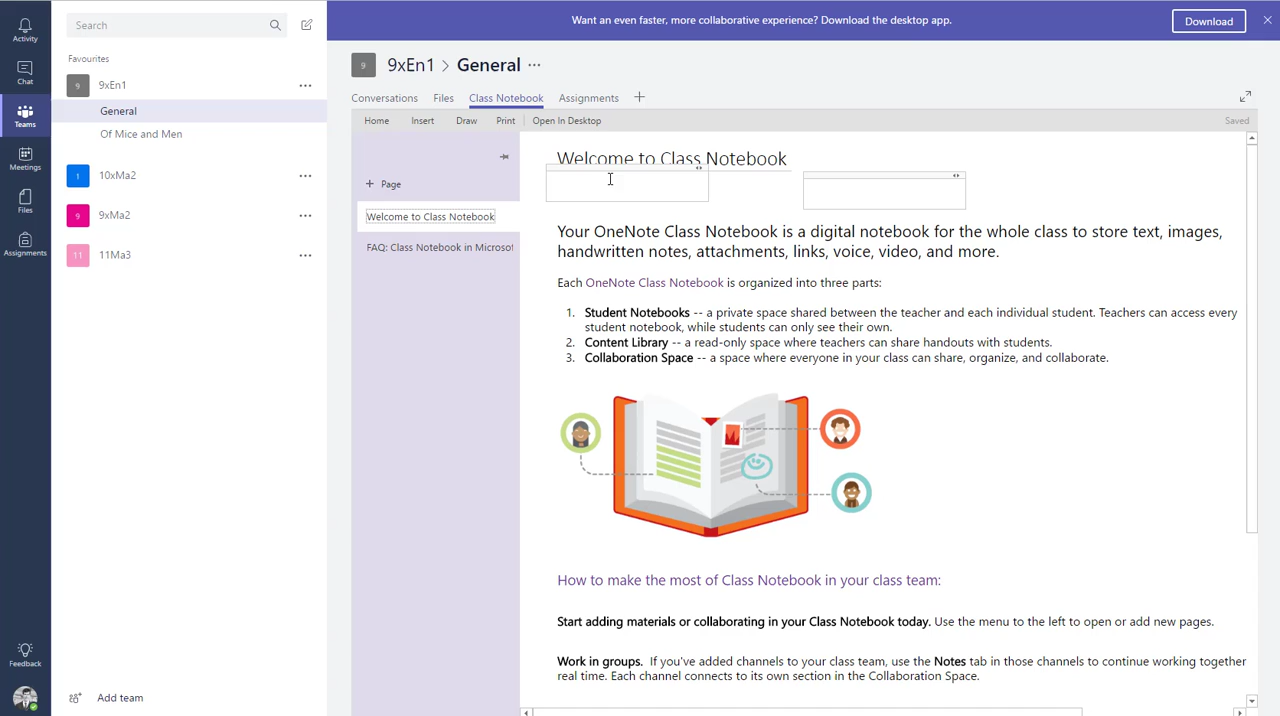 Want an even faster, more collaborative experience? Download the desktop app.
Download
Activity
Chat
Teams
Meetings
Files
Assignments
Feedback
Search
Favourites
9 9xEn1
General
Of Mice and Men
1 10xMa2
9 9xMa2
11 11Ma3
Add team
9 9xEn1 > General ...
Conversations Files Class Notebook Assignments +
Home Insert Draw Print Open In Desktop Saved
+ Page
Welcome to Class Notebook
FAQ: Class Notebook in Microsof
Welcome to Class Notebook
Your OneNote Class Notebook is a digital notebook for the whole class to store text, images,
handwritten notes, attachments, links, voice, video, and more.
Each OneNote Class Notebook is organized into three parts:
1. Student Notebooks -- a private space shared between the teacher and each individual student. Teachers can access every
student notebook, while students can only see their own.
2. Content Library -- a read-only space where teachers can share handouts with students.
3. Collaboration Space -- a space where everyone in your class can share, organize, and collaborate.
How to make the most of Class Notebook in your class team:
Start adding materials or collaborating in your Class Notebook today. Use the menu to the left to open or add new pages.
Work in groups. If you've added channels to your class team, use the Notes tab in those channels to continue working together
real time. Each channel connects to its own section in the Collaboration Space.